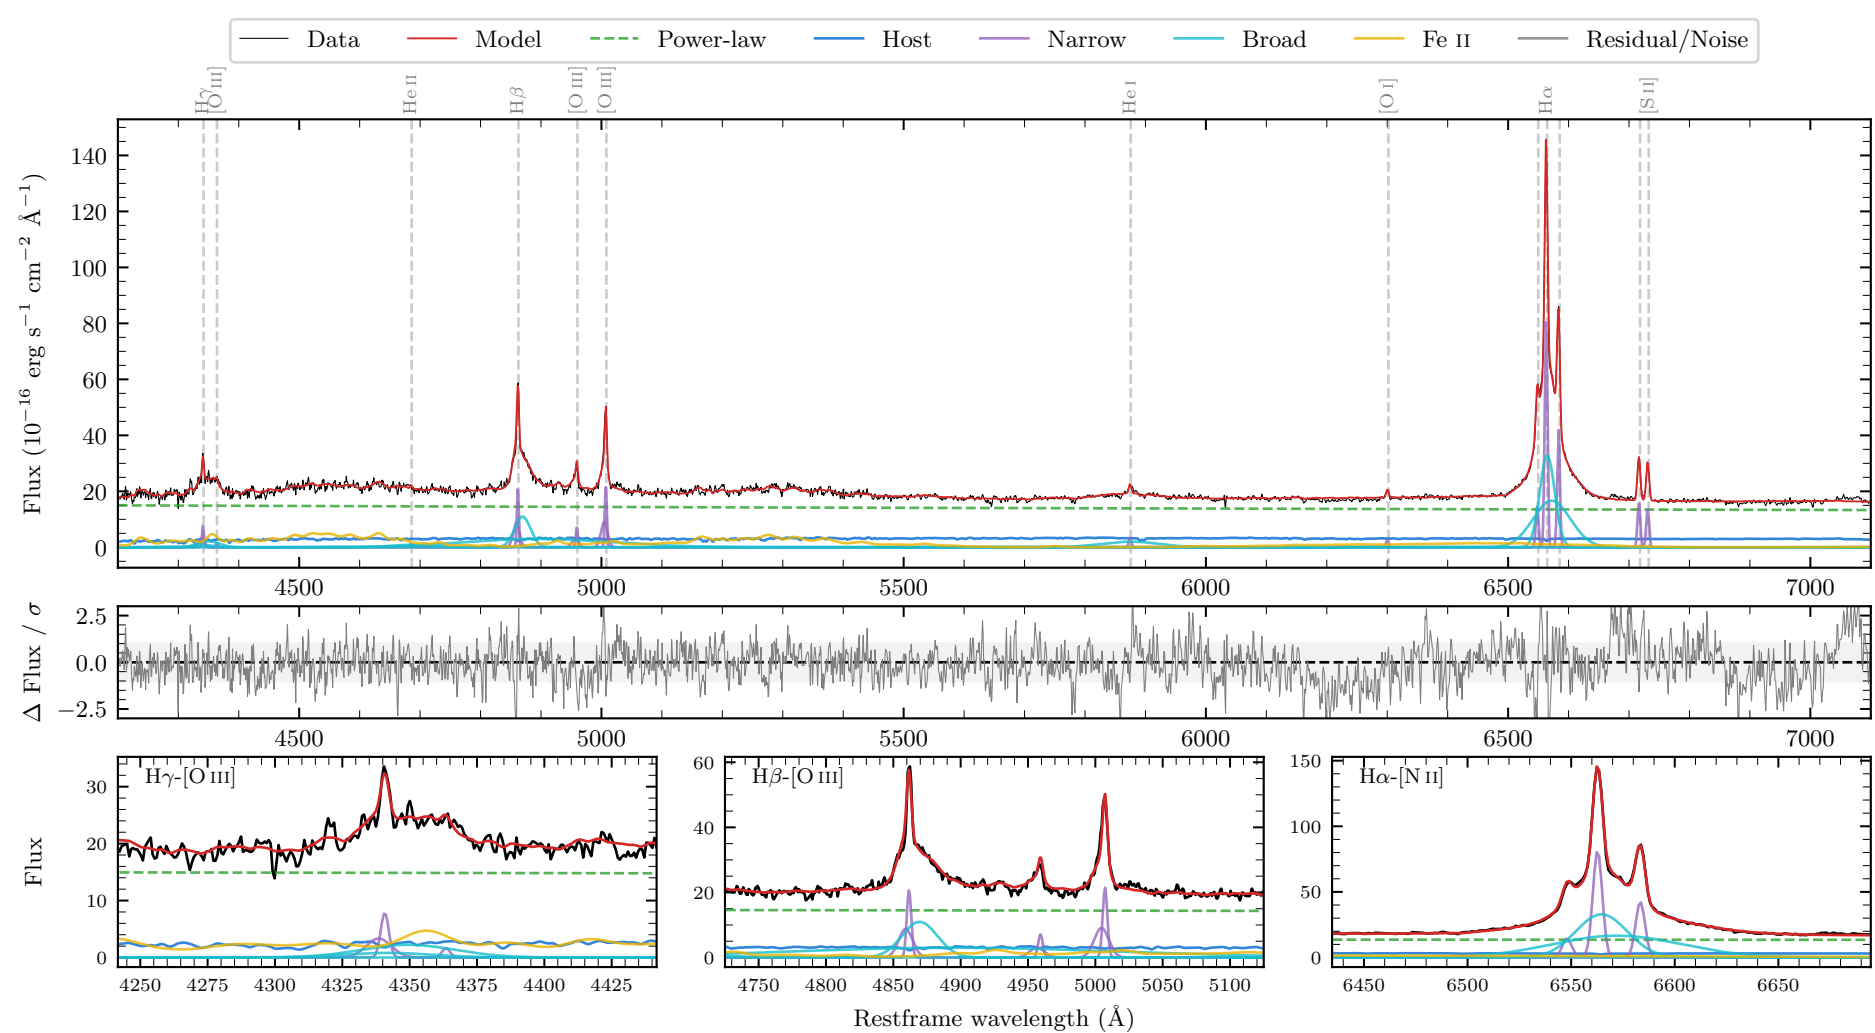 Data Model Power-law Host Narrow Broad Fe II Residual/Noise
Hγ [O III] He II Hβ [O III] [O III] He I [O I] Hα [S II]
Flux (10⁻¹⁶ erg s⁻¹ cm⁻² Å⁻¹)
140
120
100
80
60
40
20
0
4500 5000 5500 6000 6500 7000
Δ Flux / σ
2.5
0.0
−2.5
4500 5000 5500 6000 6500 7000
Flux
Hγ-[O III]
30
20
10
0
4250 4275 4300 4325 4350 4375 4400 4425
Hβ-[O III]
60
40
20
0
4750 4800 4850 4900 4950 5000 5050 5100
Hα-[N II]
150
100
50
0
6450 6500 6550 6600 6650
Restframe wavelength (Å)